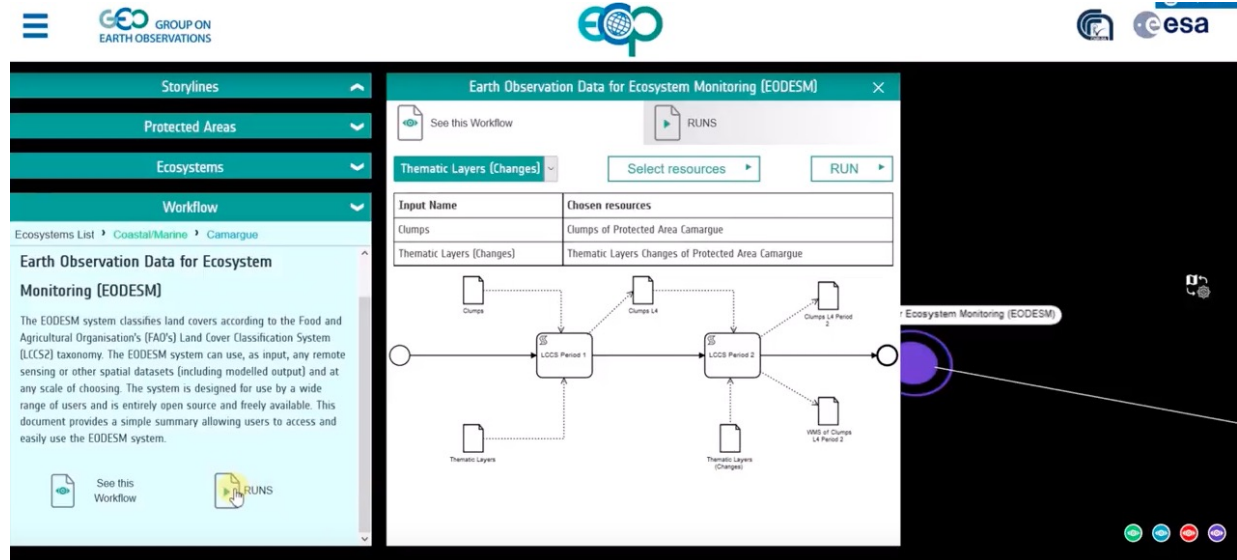 GEO GROUP ON
EARTH OBSERVATIONS
esa
Storylines
Protected Areas
Ecosystems
Workflow
Ecosystems List > Coastal/Marine > Camargue
Earth Observation Data for Ecosystem
Monitoring (EODESM)
The EODESM system classifies land covers according to the Food and
Agricultural Organisation's (FAO's) Land Cover Classification System
(LCCS2) taxonomy. The EODESM system can use, as input, any remote
sensing or other spatial datasets (including modelled output) and at
any scale of choosing. The system is designed for use by a wide
range of users and is entirely open source and freely available. This
document provides a simple summary allowing users to access and
easily use the EODESM system.
See this
Workflow
RUNS
Earth Observation Data for Ecosystem Monitoring (EODESM)
See this Workflow
RUNS
Thematic Layers (Changes)
Select resources
RUN
Input Name Chosen resources
Clumps Clumps of Protected Area Camargue
Thematic Layers (Changes) Thematic Layers Changes of Protected Area Camargue
Clumps
Clumps L4
Clumps L4 Period
2
LCCS Period 1
LCCS Period 2
Thematic Layers
Thematic Layers
(Changes)
WMS of Clumps
L4 Period 2
r Ecosystem Monitoring (EODESM)